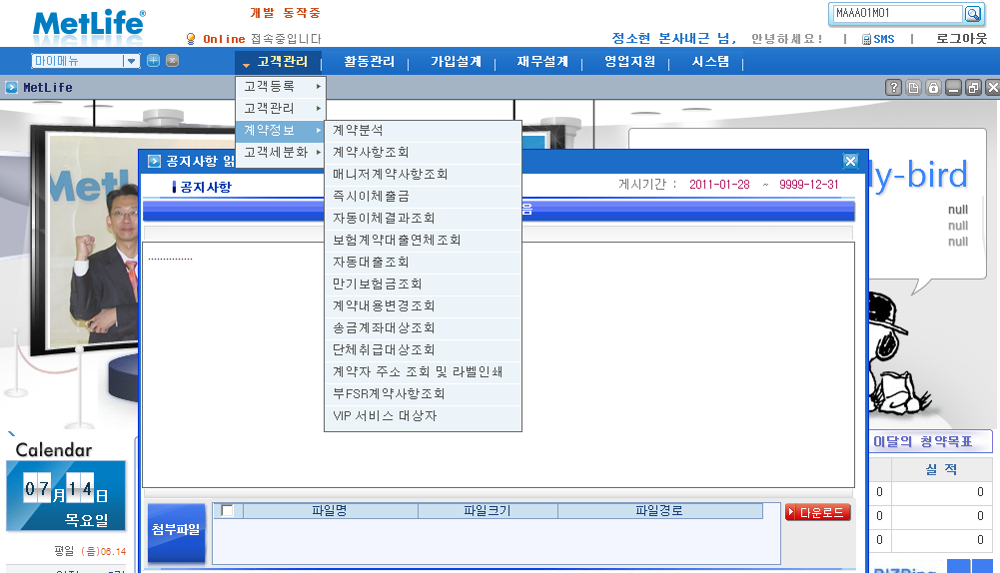 MetLife®
개발 동작중
Online 접속중입니다
MAAA01M01
정소현 본사내근 님, 안녕하세요! | SMS | 로그아웃
마이메뉴
고객관리 | 활동관리 | 가입설계 | 재무설계 | 영업지원 | 시스템 |
MetLife
고객등록
고객관리
계약정보
고객세분화
계약분석
계약사항조회
매니저계약사항조회
즉시이체출금
자동이체결과조회
보험계약대출연체조회
자동대출조회
만기보험금조회
계약내용변경조회
송금계좌대상조회
단체취급대상조회
계약자 주소 조회 및 라벨인쇄
부FSR계약사항조회
VIP 서비스 대상자
공지사항
공지사항
게시기간 : 2011-01-28 ~ 9999-12-31
음
...............
MetLife
ly-bird
null
null
null
Calendar
07月14日
목요일
평일 (음)06.14
이달의 청약목표
실 적
0 0
0 0
0 0
첨부파일
파일명 파일크기 파일경로
다운로드